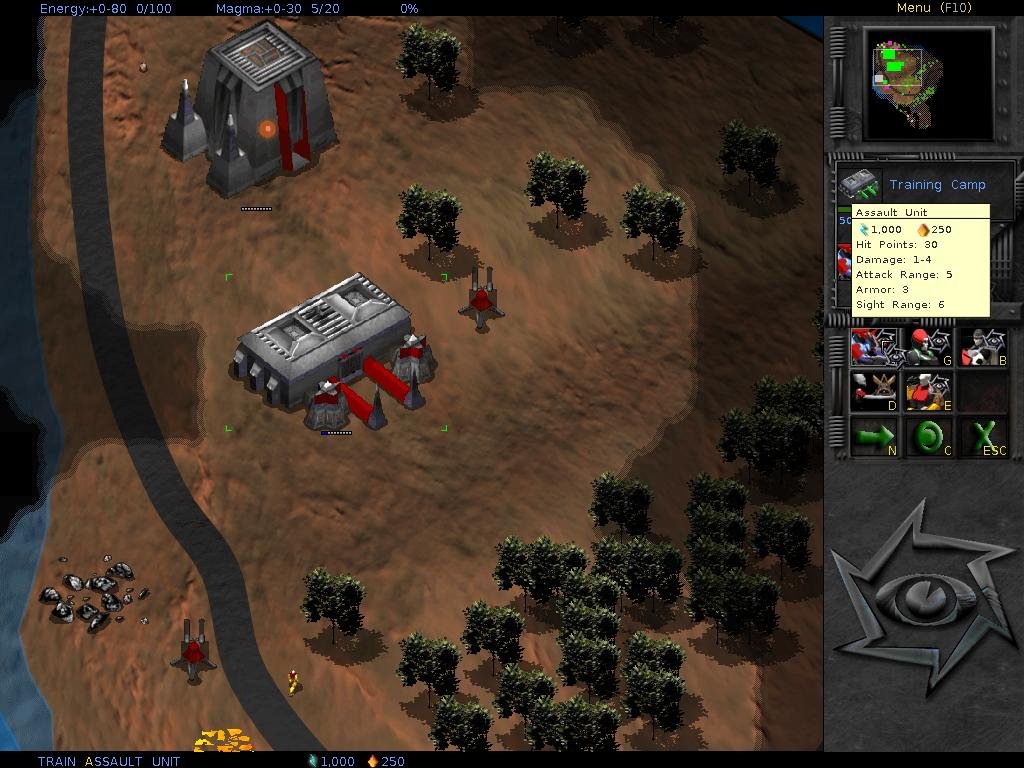 Energy:+0-80 0/100 Magma:+0-30 5/20 0% Menu (F10)
Training Camp
50
Assault Unit
1,000 250
Hit Points: 30
Damage: 1-4
Attack Range: 5
Armor: 3
Sight Range: 6
G B
D E
N C ESC
TRAIN ASSAULT UNIT 1,000 250